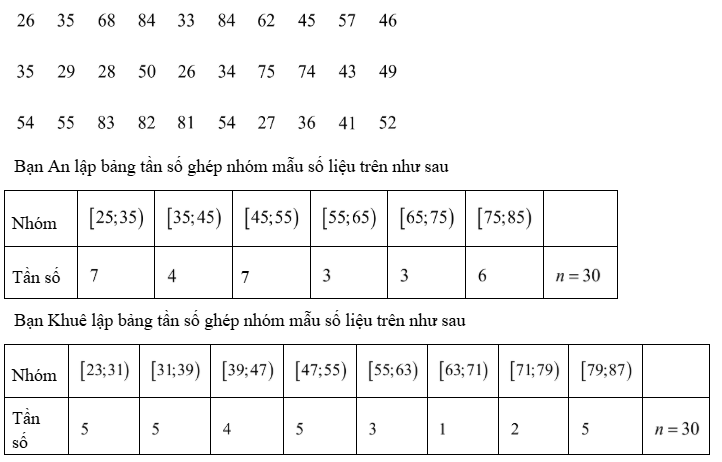 26 35 68 84 33 84 62 45 57 46
35 29 28 50 26 34 75 74 43 49
54 55 83 82 81 54 27 36 41 52
Bạn An lập bảng tần số ghép nhóm mẫu số liệu trên như sau
Nhóm [25;35) [35;45) [45;55) [55;65) [65;75) [75;85)
Tần số 7 4 7 3 3 6 n = 30
Bạn Khuê lập bảng tần số ghép nhóm mẫu số liệu trên như sau
Nhóm [23;31) [31;39) [39;47) [47;55) [55;63) [63;71) [71;79) [79;87)
Tần số 5 5 4 5 3 1 2 5 n = 30